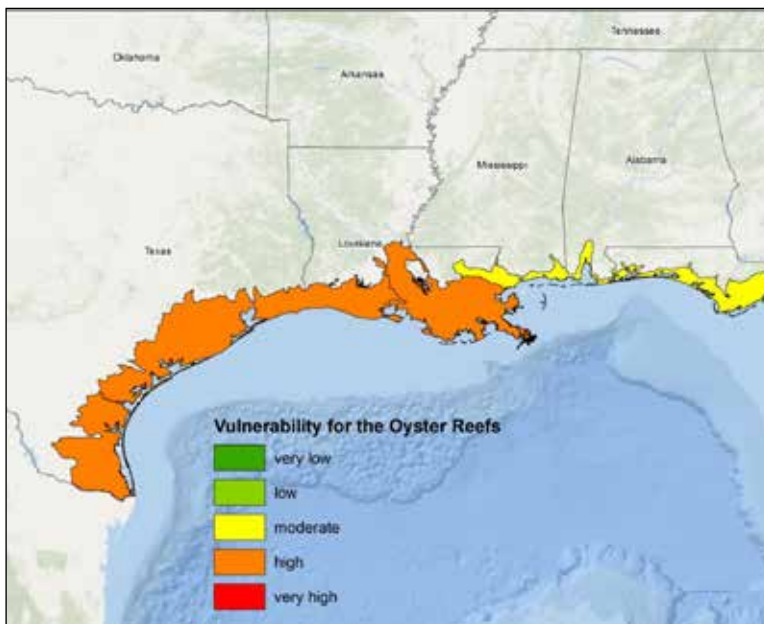 Tennessee
Oklahoma
Arkansas
Mississippi
Alabama
Louisiana
Texas
Vulnerability for the Oyster Reefs
very low
low
moderate
high
very high